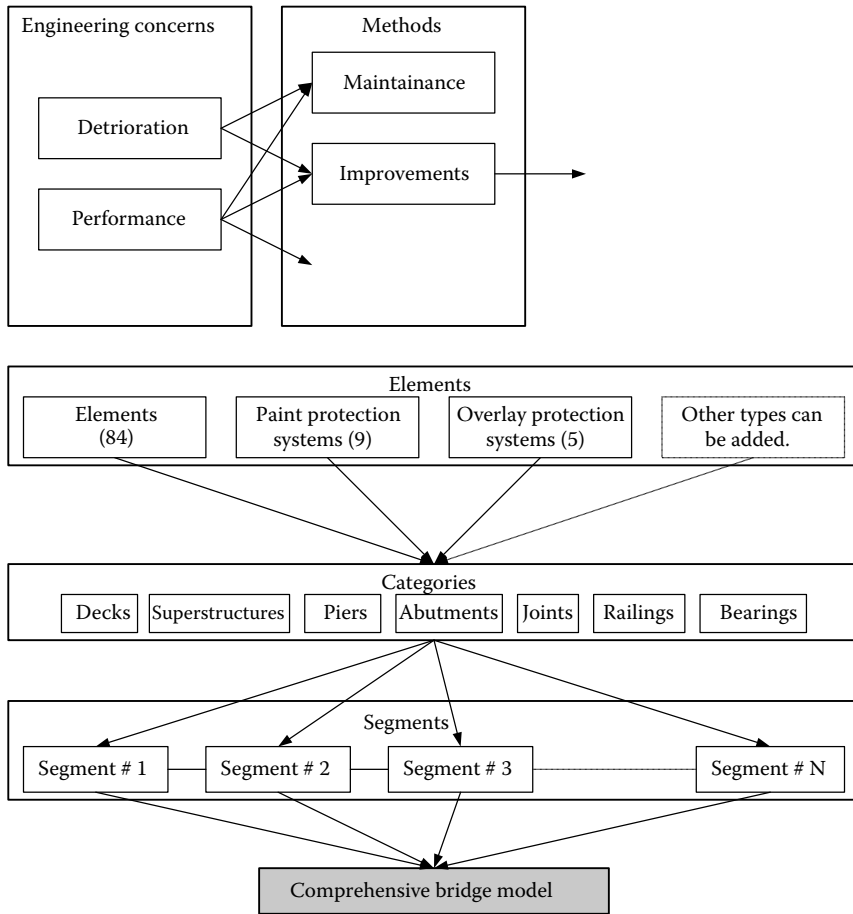 Engineering concerns
Methods
Maintainance
Detrioration
Improvements
Performance
Elements
Elements
(84)
Paint protection
systems (9)
Overlay protection
systems (5)
Other types can
be added.
Categories
Decks
Superstructures
Piers
Abutments
Joints
Railings
Bearings
Segments
Segment # 1
Segment # 2
Segment # 3
Segment # N
Comprehensive bridge model